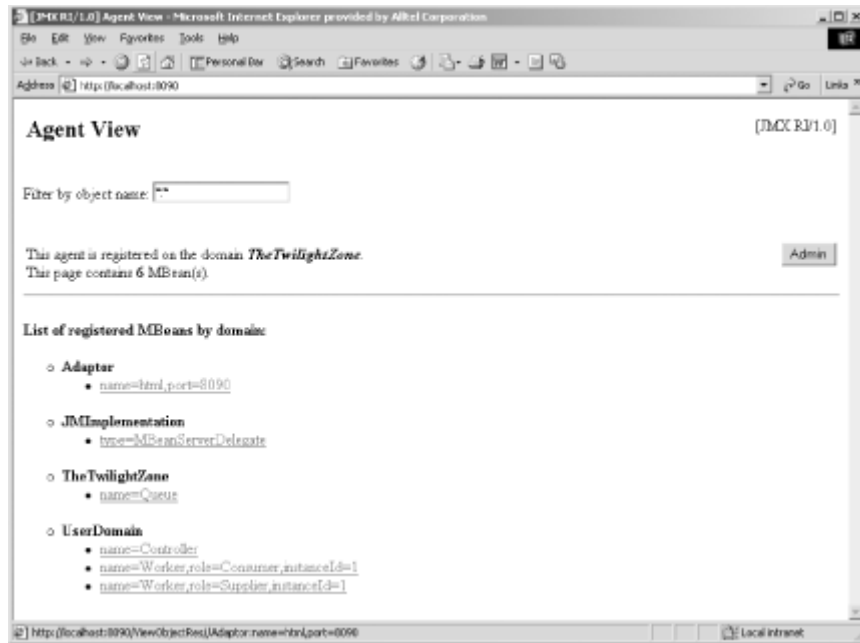 [JMX RI/1.0] Agent View - Microsoft Internet Explorer provided by Alltel Corporation
File Edit View Favorites Tools Help
Back Personal Bar Search Favorites
Address http://localhost:8090 Go Links
Agent View [JMX RI/1.0]
Filter by object name: *:*
This agent is registered on the domain TheTwilightZone. Admin
This page contains 6 MBean(s).
List of registered MBeans by domain:
Adaptor
name=html,port=8090
JMImplementation
type=MBeanServerDelegate
TheTwilightZone
name=Queue
UserDomain
name=Controller
name=Worker,role=Consumer,instanceId=1
name=Worker,role=Supplier,instanceId=1
http://localhost:8090/ViewObjectRes//Adaptor:name=html,port=8090 Local intranet